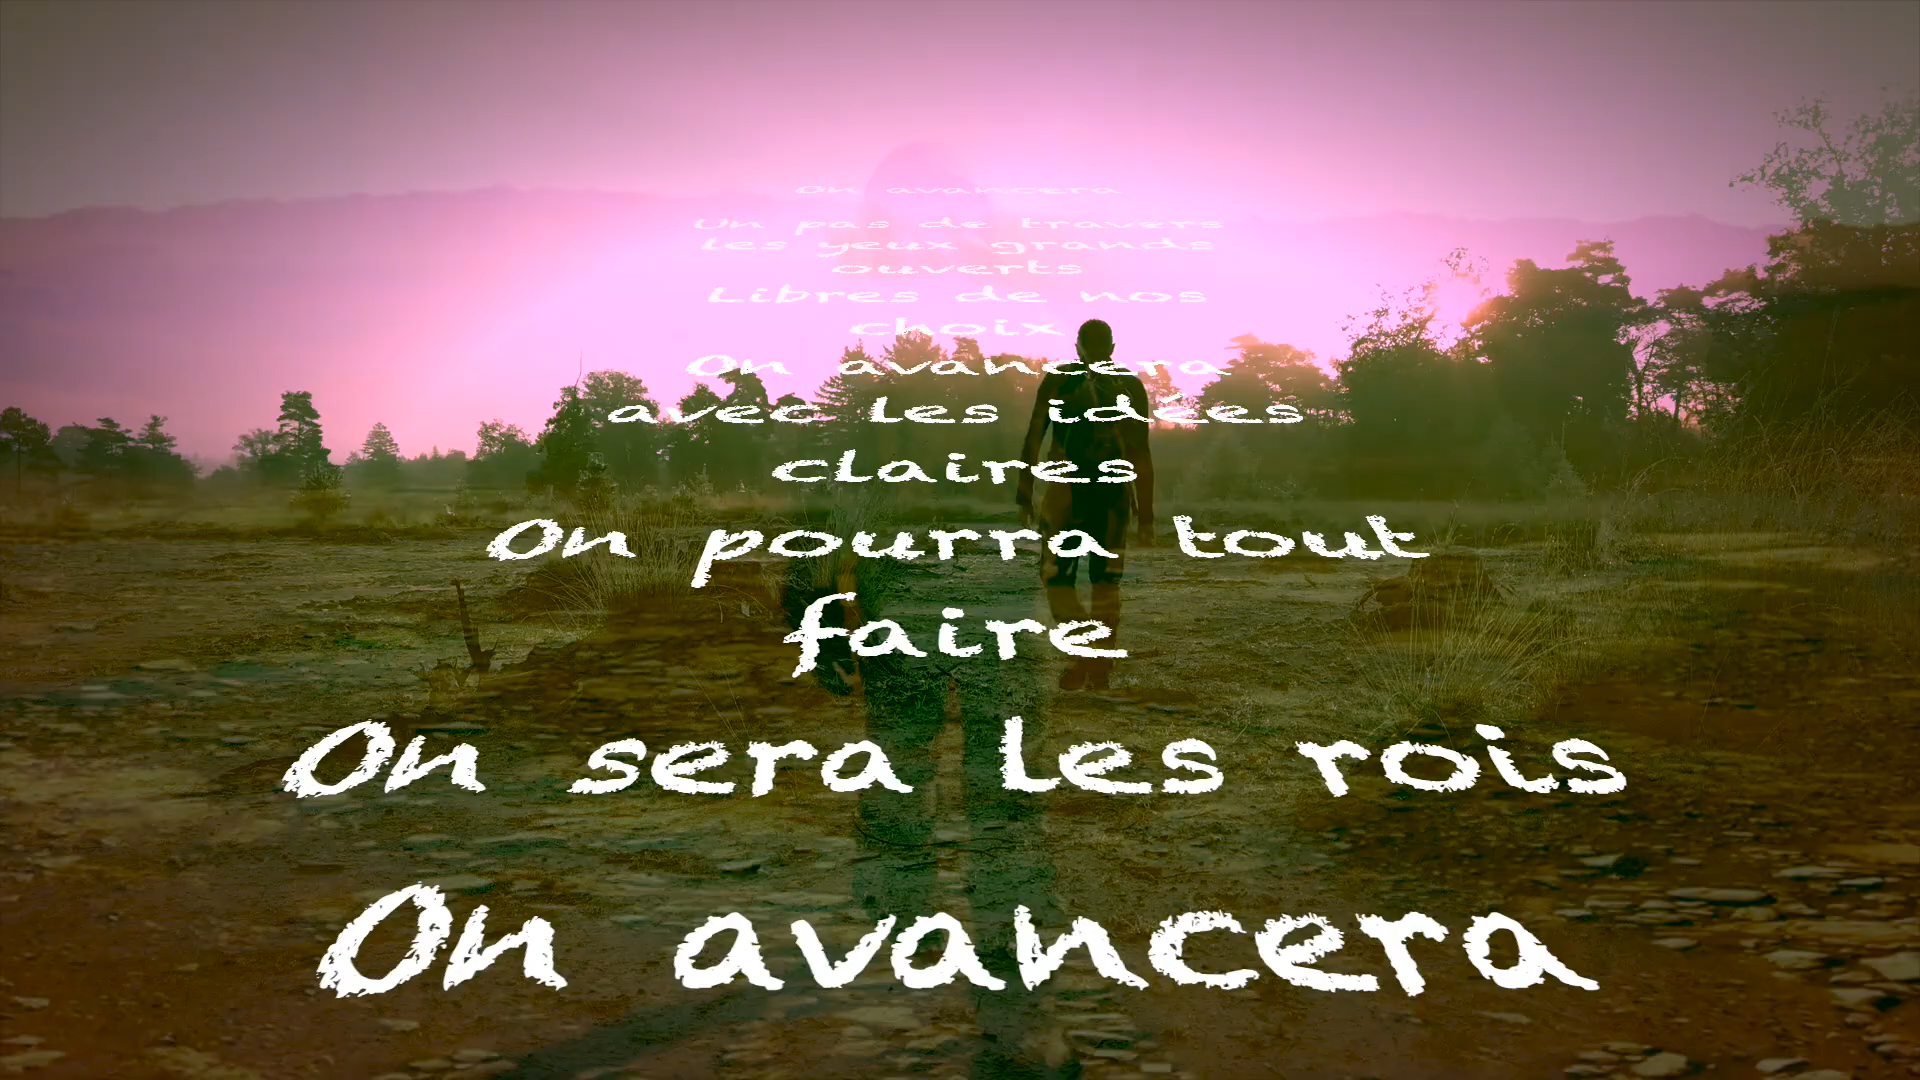 On avancera
Un pas de travers
Les yeux grands
ouverts
Libres de nos
choix
On avancera
avec les idées
claires
On pourra tout
faire
On sera les rois
On avancera